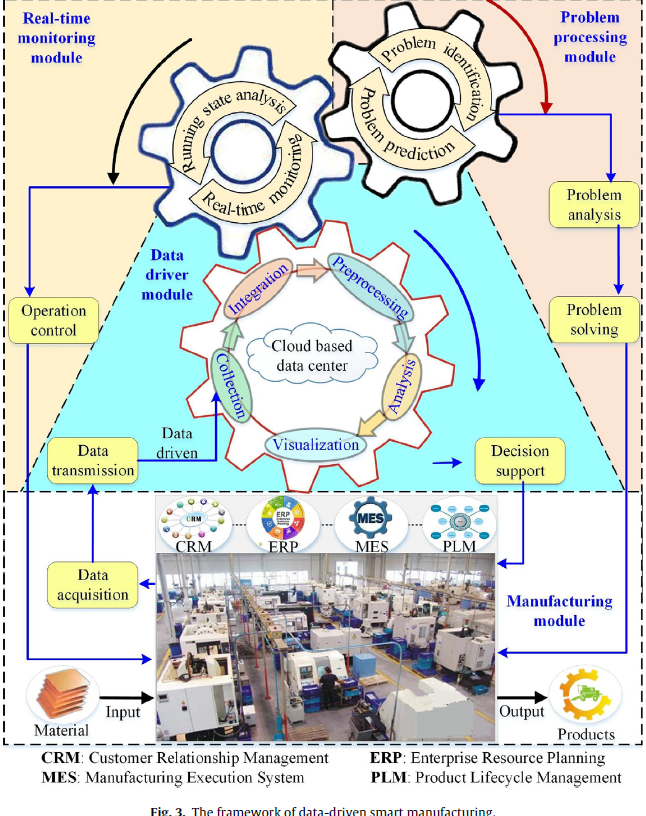 Real-time
monitoring
module
Problem
processing
module
Running state analysis
Real-time monitoring
Problem identification
Problem prediction
Problem
analysis
Data
driver
module
Integration
Preprocessing
Operation
control
Problem
solving
Cloud based
data center
Collection
Analysis
Visualization
Data
transmission
Data
driven
Decision
support
CRM
ERP
MES
CRM
ERP
MES
PLM
Data
acquisition
Manufacturing
module
Material
Input
Output
Products
CRM: Customer Relationship Management
ERP: Enterprise Resource Planning
MES: Manufacturing Execution System
PLM: Product Lifecycle Management
Fig. 3. The framework of data-driven smart manufacturing.